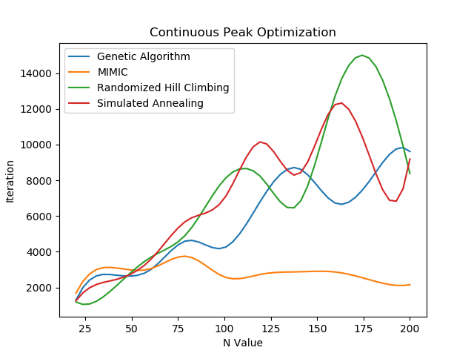 Continuous Peak Optimization
Genetic Algorithm
MIMIC
Randomized Hill Climbing
Simulated Annealing
14000
12000
10000
8000
6000
4000
2000
Iteration
25 50 75 100 125 150 175 200
N Value